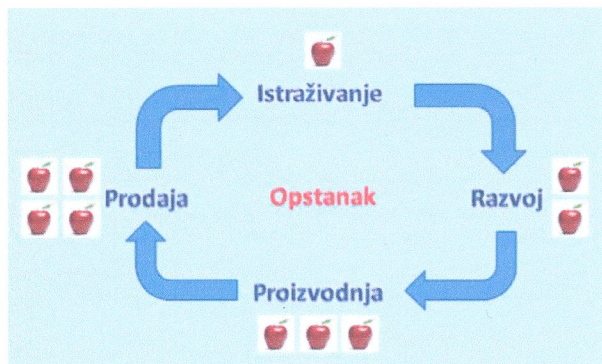 Istraživanje
Prodaja
Opstanak
Razvoj
Proizvodnja